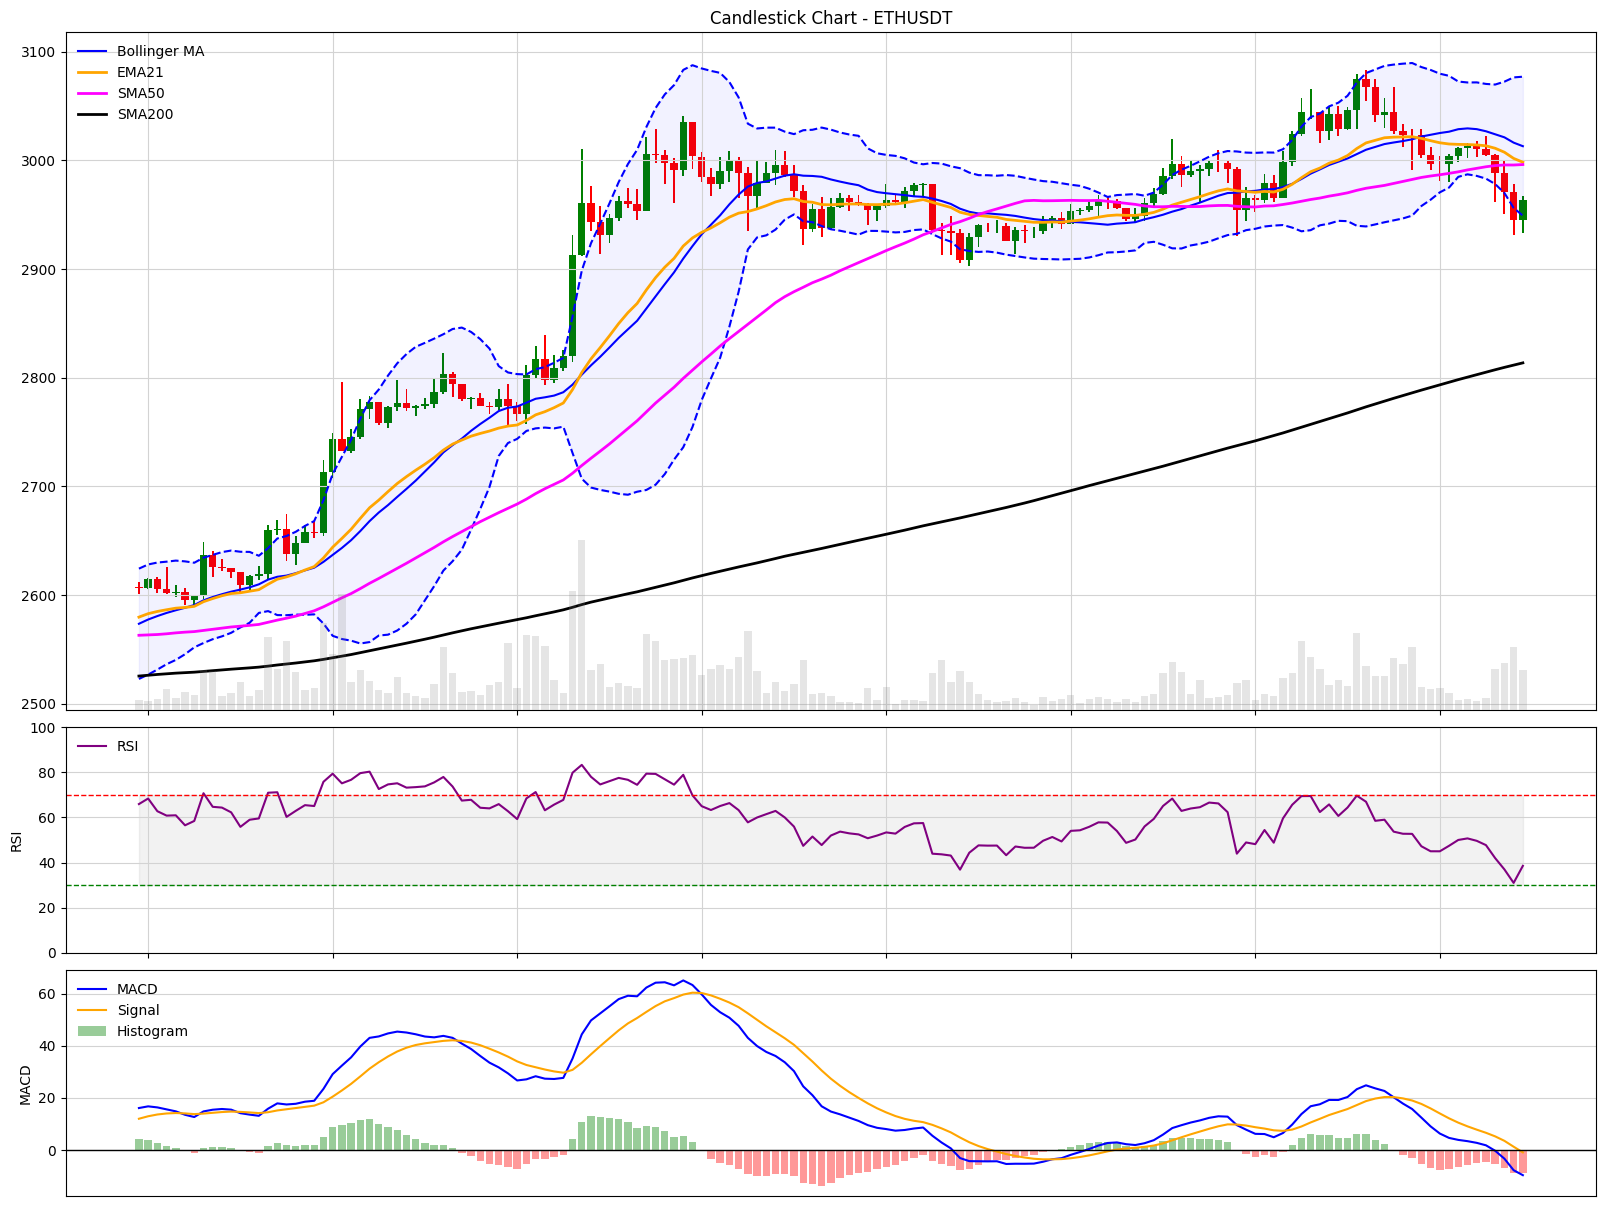 Candlestick Chart - ETHUSDT
Bollinger MA
EMA21
SMA50
SMA200
3100
3000
2900
2800
2700
2600
2500
RSI
100
80
60
40
20
0
RSI
MACD
Signal
Histogram
60
40
20
0
MACD